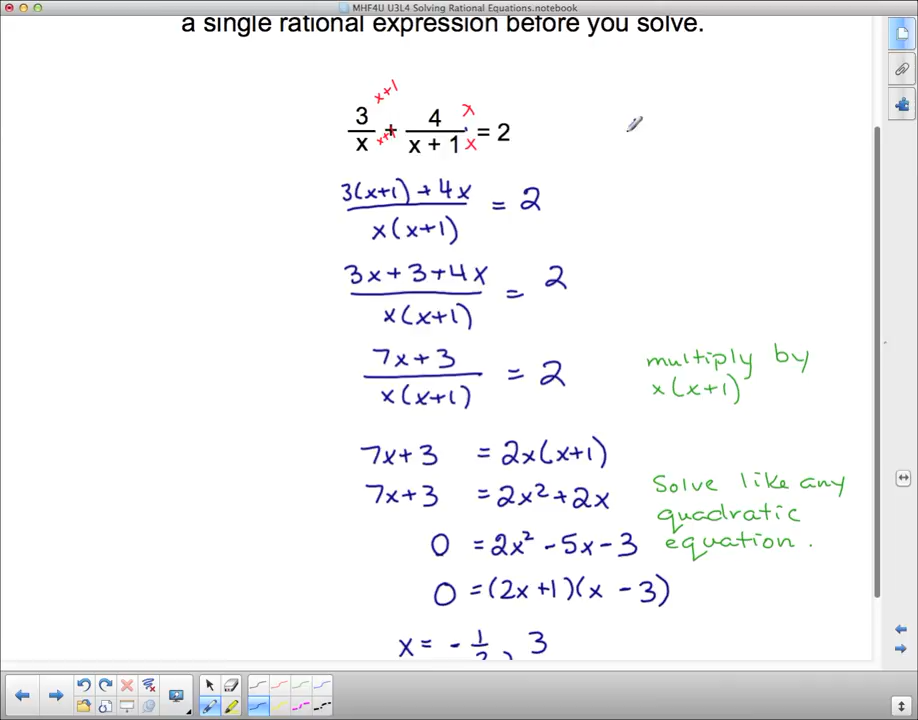 MHF4U U3L4 Solving Rational Equations.notebook
a single rational expression before you solve.
3/x + 4/(x + 1) = 2
x+1 x
x+1 x
(3(x+1) + 4x)/(x(x+1)) = 2
(3x + 3 + 4x)/(x(x+1)) = 2
(7x + 3)/(x(x+1)) = 2
multiply by
x(x+1)
7x + 3 = 2x(x+1)
7x + 3 = 2x² + 2x
Solve like any
quadratic
equation.
0 = 2x² - 5x - 3
0 = (2x + 1)(x - 3)
x = - 1/2, 3